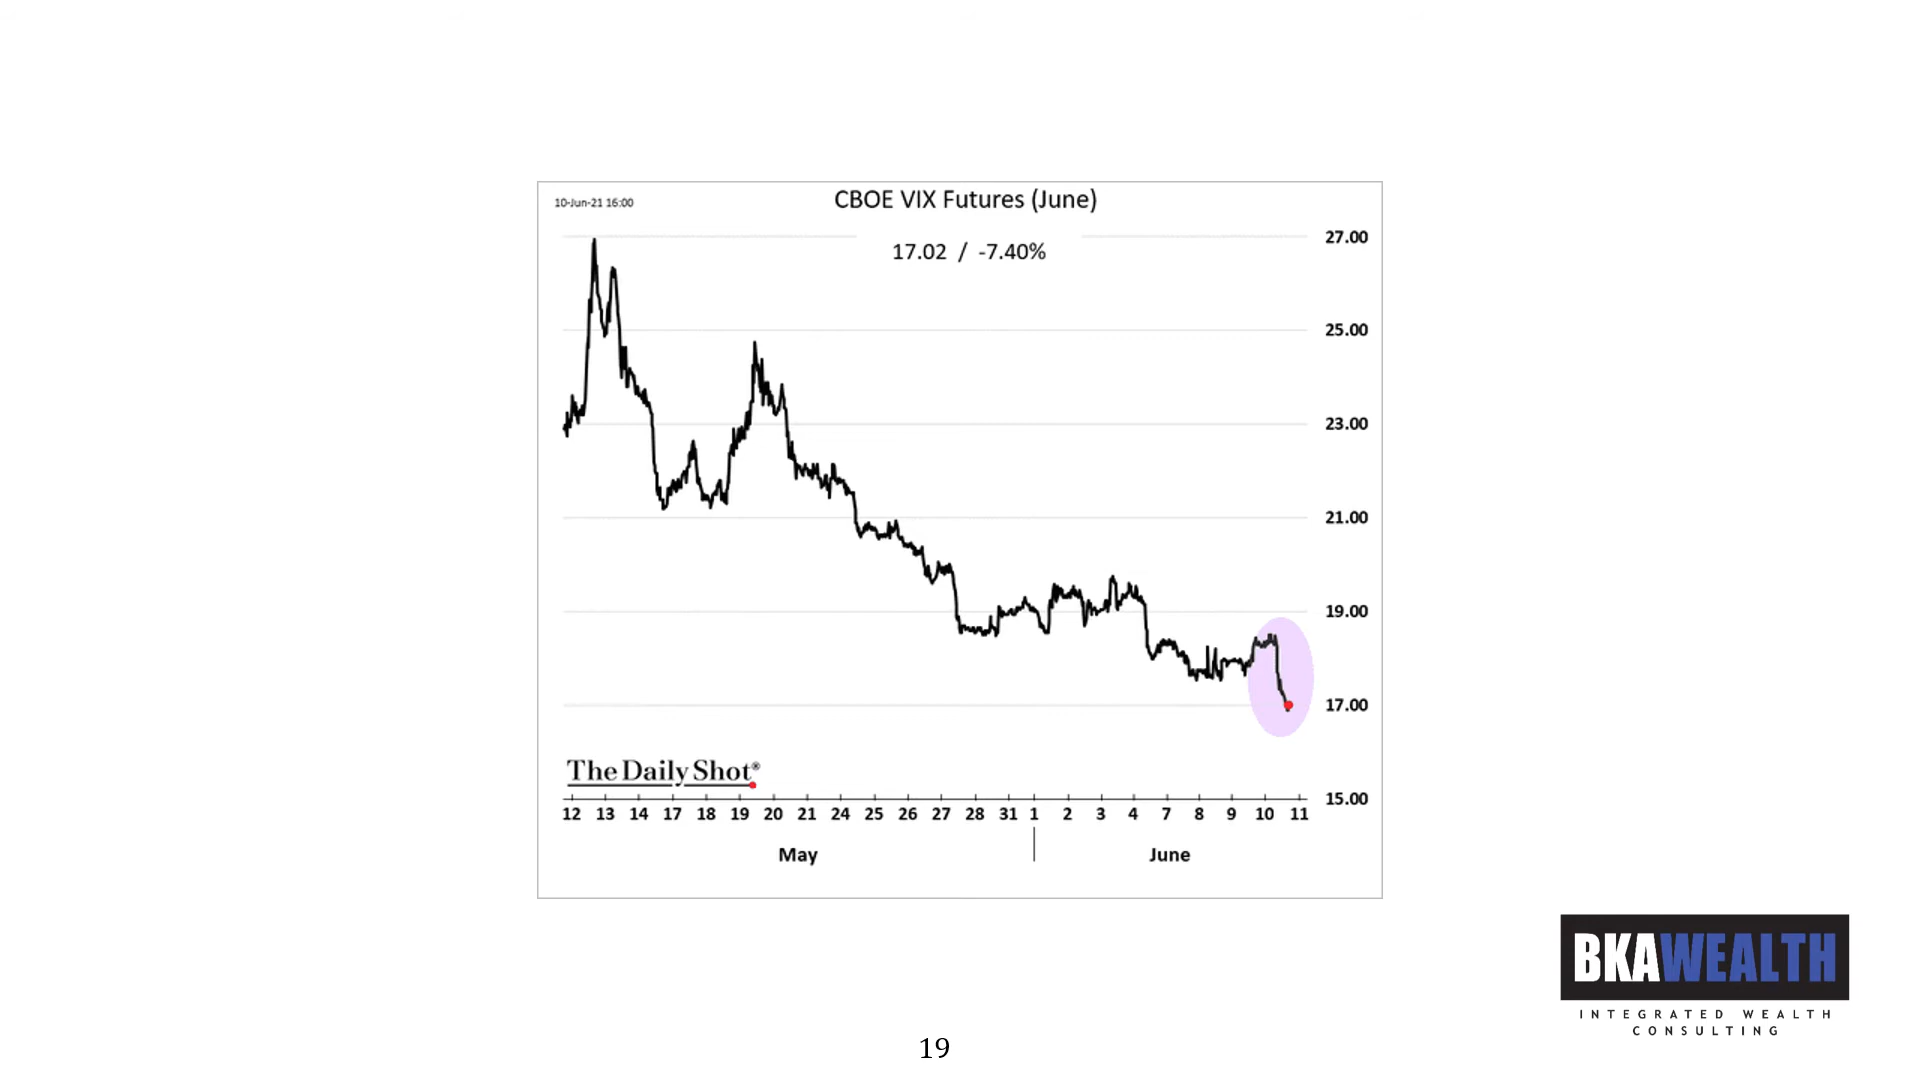 CBOE VIX Futures (June)
10-Jun-21 16:00
17.02 / -7.40%
27.00
25.00
23.00
21.00
19.00
17.00
15.00
The Daily Shot®
12 13 14 17 18 19 20 21 24 25 26 27 28 31 1 2 3 4 7 8 9 10 11
May June
BKAWEALTH
INTEGRATED WEALTH
CONSULTING
19